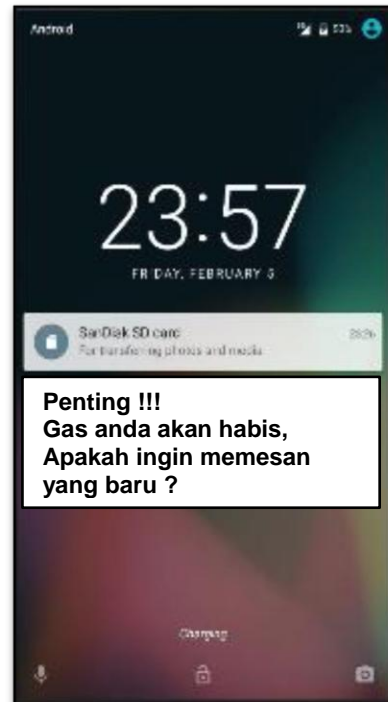 Android 53%
23:57
FRIDAY, FEBRUARY 5
SanDisk SD card
For transferring photos and media
Penting !!!
Gas anda akan habis,
Apakah ingin memesan
yang baru ?
Charging